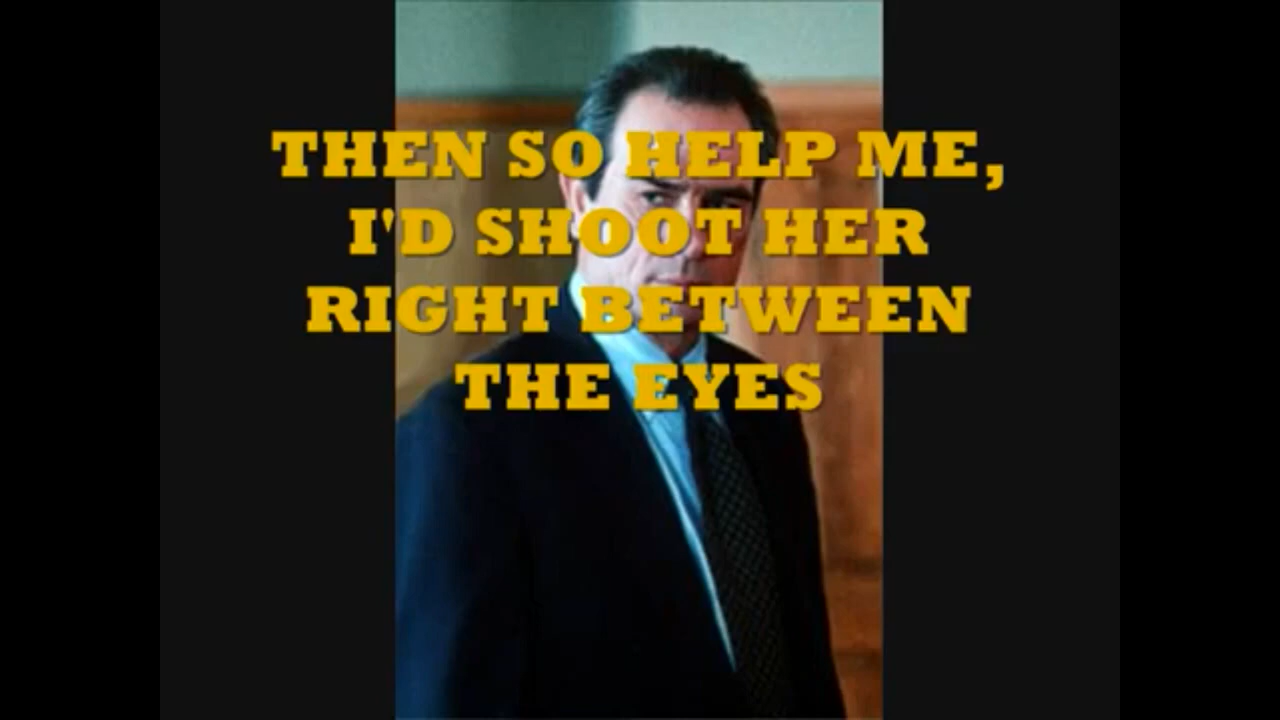 THEN SO HELP ME,
I'D SHOOT HER
RIGHT BETWEEN
THE EYES